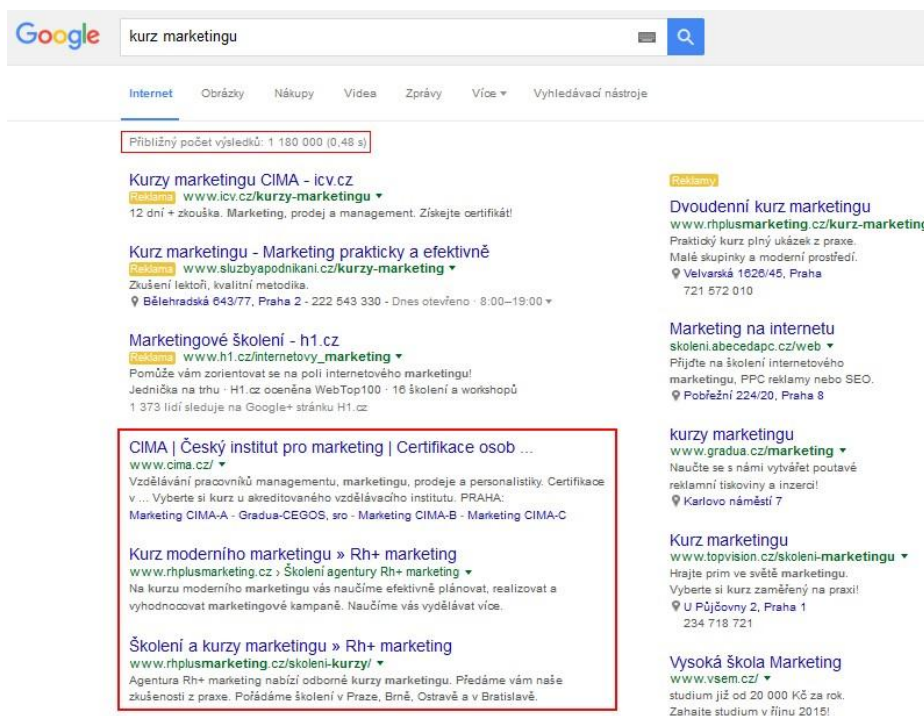 Google
kurz marketingu
Internet Obrázky Nákupy Videa Zprávy Více ▾ Vyhledávací nástroje
Přibližný počet výsledků: 1 180 000 (0,48 s)
Kurzy marketingu CIMA - icv.cz
Reklama www.icv.cz/kurzy-marketingu ▾
12 dní + zkouška. Marketing, prodej a management. Získejte certifikát!
Kurz marketingu - Marketing prakticky a efektivně
Reklama www.sluzbyapodnikani.cz/kurzy-marketing ▾
Zkušení lektoři, kvalitní metodika.
Bělehradská 643/77, Praha 2 - 222 543 330 - Dnes otevřeno · 8:00–19:00 ▾
Marketingové školení - h1.cz
Reklama www.h1.cz/internetovy_marketing ▾
Pomůže vám zorientovat se na poli internetového marketingu!
Jednička na trhu · H1.cz oceněna WebTop100 · 16 školení a workshopů
1 373 lidí sleduje na Google+ stránku H1.cz
CIMA | Český institut pro marketing | Certifikace osob ...
www.cima.cz/ ▾
Vzdělávání pracovníků managementu, marketingu, prodeje a personalistiky. Certifikace
v ... Vyberte si kurz u akreditovaného vzdělávacího institutu. PRAHA:
Marketing CIMA-A - Gradua-CEGOS, sro - Marketing CIMA-B - Marketing CIMA-C
Kurz moderního marketingu » Rh+ marketing
www.rhplusmarketing.cz › Školení agentury Rh+ marketing ▾
Na kurzu moderního marketingu vás naučíme efektivně plánovat, realizovat a
vyhodnocovat marketingové kampaně. Naučíme vás vydělávat více.
Školení a kurzy marketingu » Rh+ marketing
www.rhplusmarketing.cz/skoleni-kurzy/ ▾
Agentura Rh+ marketing nabízí odborné kurzy marketingu. Předáme vám naše
zkušenosti z praxe. Pořádáme školení v Praze, Brně, Ostravě a v Bratislavě.
Reklamy
Dvoudenní kurz marketingu
www.rhplusmarketing.cz/kurz-marketing
Praktický kurz plný ukázek z praxe.
Malé skupinky a moderní prostředí.
Velvarská 1626/45, Praha
721 572 010
Marketing na internetu
skoleni.abecedapc.cz/web ▾
Přijďte na školení internetového
marketingu, PPC reklamy nebo SEO.
Pobřežní 224/20, Praha 8
kurzy marketingu
www.gradua.cz/marketing ▾
Naučte se s námi vytvářet poutavé
reklamní tiskoviny a inzerci!
Karlovo náměstí 7
Kurz marketingu
www.topvision.cz/skoleni-marketingu ▾
Hrajte prim ve světě marketingu.
Vyberte si kurz zaměřený na praxi!
U Půjčovny 2, Praha 1
234 718 721
Vysoká škola Marketing
www.vsem.cz/ ▾
studium již od 20 000 Kč za rok.
Zahajte studium v říjnu 2015!